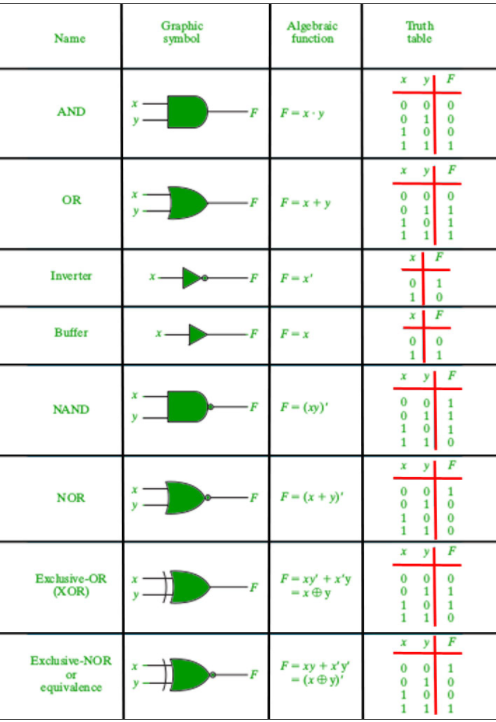 Name
Graphic
symbol
Algebraic
function
Truth
table
AND
x
y
F
F = x · y
x y F
0 0 0
0 1 0
1 0 0
1 1 1
OR
x
y
F
F = x + y
x y F
0 0 0
0 1 1
1 0 1
1 1 1
Inverter
x
F
F = x'
x F
0 1
1 0
Buffer
x
F
F = x
x F
0 0
1 1
NAND
x
y
F
F = (xy)'
x y F
0 0 1
0 1 1
1 0 1
1 1 0
NOR
x
y
F
F = (x + y)'
x y F
0 0 1
0 1 0
1 0 0
1 1 0
Exclusive-OR
(XOR)
x
y
F
F = xy' + x'y
= x ⊕ y
x y F
0 0 0
0 1 1
1 0 1
1 1 0
Exclusive-NOR
or
equivalence
x
y
F
F = xy + x'y'
= (x ⊕ y)'
x y F
0 0 1
0 1 0
1 0 0
1 1 1